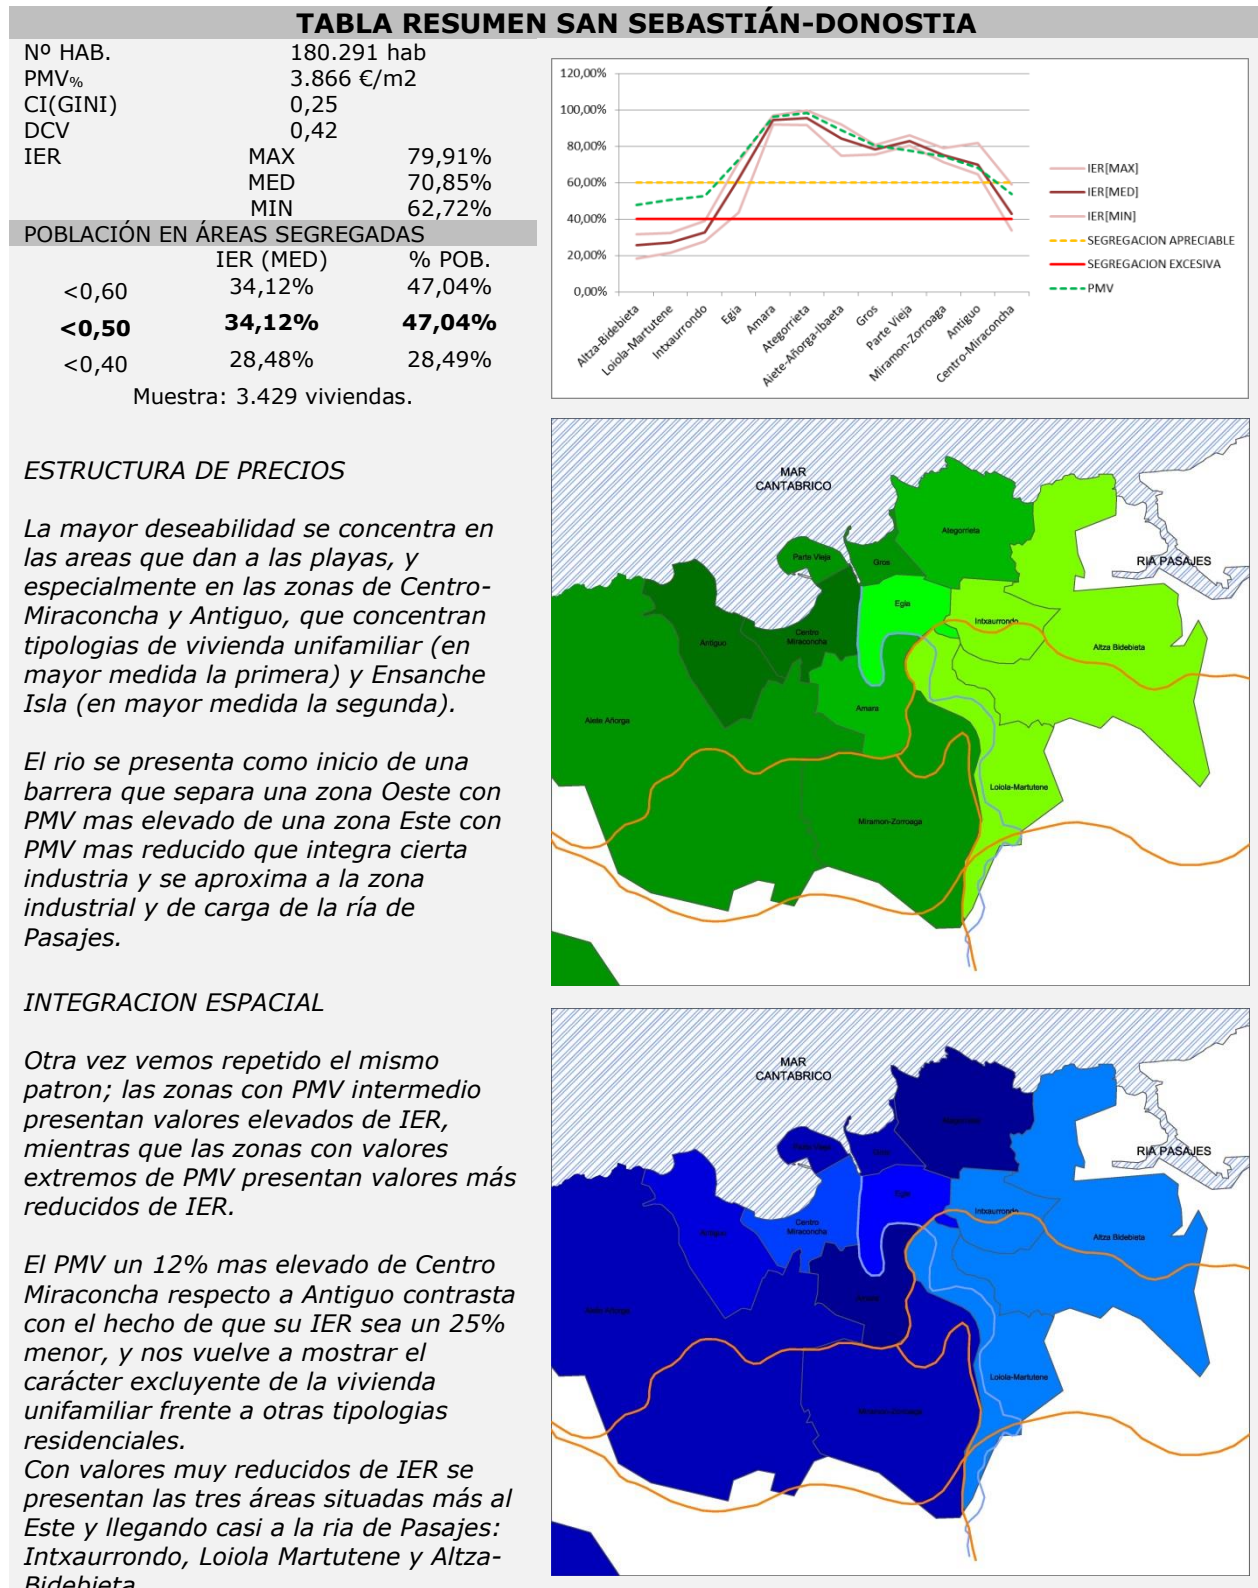 TABLA RESUMEN SAN SEBASTIÁN-DONOSTIA
Nº HAB. 180.291 hab
PMV% 3.866 €/m2
CI(GINI) 0,25
DCV 0,42
IER MAX 79,91%
MED 70,85%
MIN 62,72%
POBLACIÓN EN ÁREAS SEGREGADAS
IER (MED) % POB.
<0,60 34,12% 47,04%
<0,50 34,12% 47,04%
<0,40 28,48% 28,49%
Muestra: 3.429 viviendas.
ESTRUCTURA DE PRECIOS
La mayor deseabilidad se concentra en
las areas que dan a las playas, y
especialmente en las zonas de Centro-
Miraconcha y Antiguo, que concentran
tipologias de vivienda unifamiliar (en
mayor medida la primera) y Ensanche
Isla (en mayor medida la segunda).
El rio se presenta como inicio de una
barrera que separa una zona Oeste con
PMV mas elevado de una zona Este con
PMV mas reducido que integra cierta
industria y se aproxima a la zona
industrial y de carga de la ría de
Pasajes.
INTEGRACION ESPACIAL
Otra vez vemos repetido el mismo
patron; las zonas con PMV intermedio
presentan valores elevados de IER,
mientras que las zonas con valores
extremos de PMV presentan valores más
reducidos de IER.
El PMV un 12% mas elevado de Centro
Miraconcha respecto a Antiguo contrasta
con el hecho de que su IER sea un 25%
menor, y nos vuelve a mostrar el
carácter excluyente de la vivienda
unifamiliar frente a otras tipologias
residenciales.
Con valores muy reducidos de IER se
presentan las tres áreas situadas más al
Este y llegando casi a la ria de Pasajes:
Intxaurrondo, Loiola Martutene y Altza-
Bidebieta
120,00%
100,00%
80,00%
60,00%
40,00%
20,00%
0,00%
Altza-Bidebieta
Loiola-Martutene
Intxaurrondo
Egia
Amara
Ategorrieta
Aiete-Añorga-Ibaeta
Gros
Parte Vieja
Miramon-Zorroaga
Antiguo
Centro-Miraconcha
IER[MAX]
IER[MED]
IER[MIN]
SEGREGACION APRECIABLE
SEGREGACION EXCESIVA
PMV
MAR
CANTABRICO
Ategorrieta
Parte Vieja
Gros
RIA PASAJES
Egia
Intxaurrondo
Centro
Miraconcha
Antiguo
Altza Bidebieta
Amara
Aiete Añorga
Loiola-Martutene
Miramon-Zorroaga
MAR
CANTABRICO
Ategorrieta
Parte Vieja
Gros
RIA PASAJES
Egia
Intxaurrondo
Centro
Miraconcha
Antiguo
Altza Bidebieta
Amara
Aiete Añorga
Loiola-Martutene
Miramon-Zorroaga